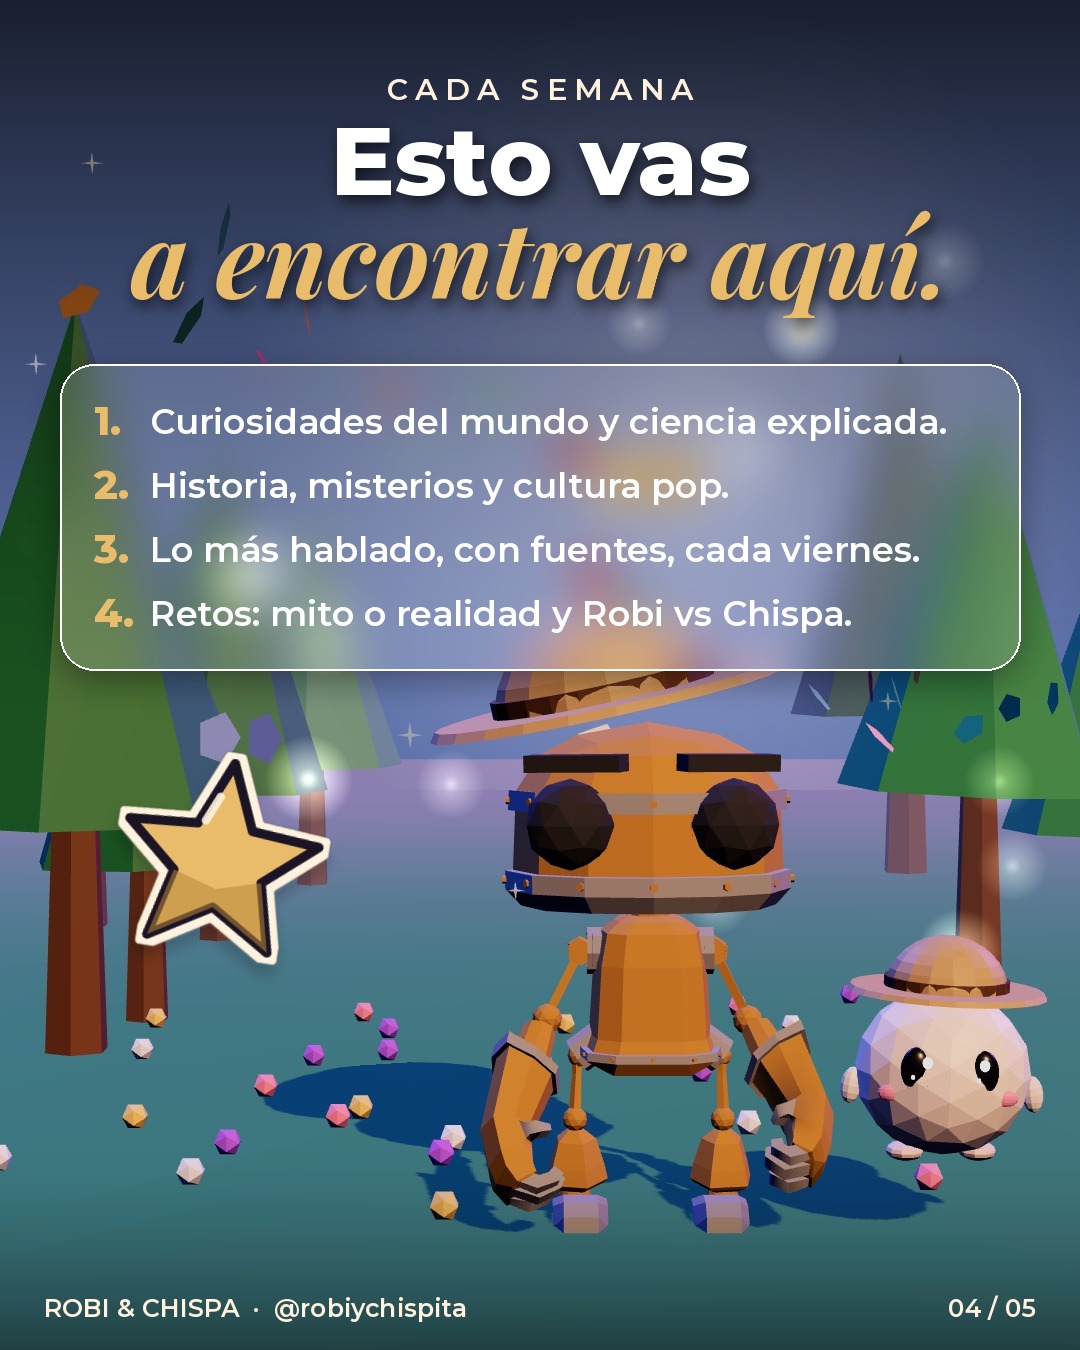 CADA SEMANA
Esto vas
a encontrar aquí.
1. Curiosidades del mundo y ciencia explicada.
2. Historia, misterios y cultura pop.
3. Lo más hablado, con fuentes, cada viernes.
4. Retos: mito o realidad y Robi vs Chispa.
ROBI & CHISPA · @robiychispita
04 / 05